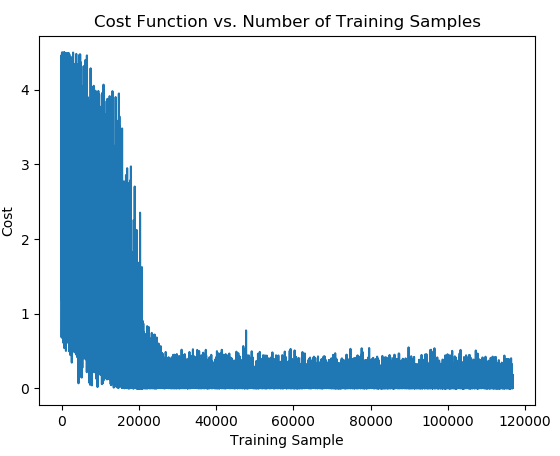 Cost Function vs. Number of Training Samples
4
3
2
1
0
Cost
0 20000 40000 60000 80000 100000 120000
Training Sample